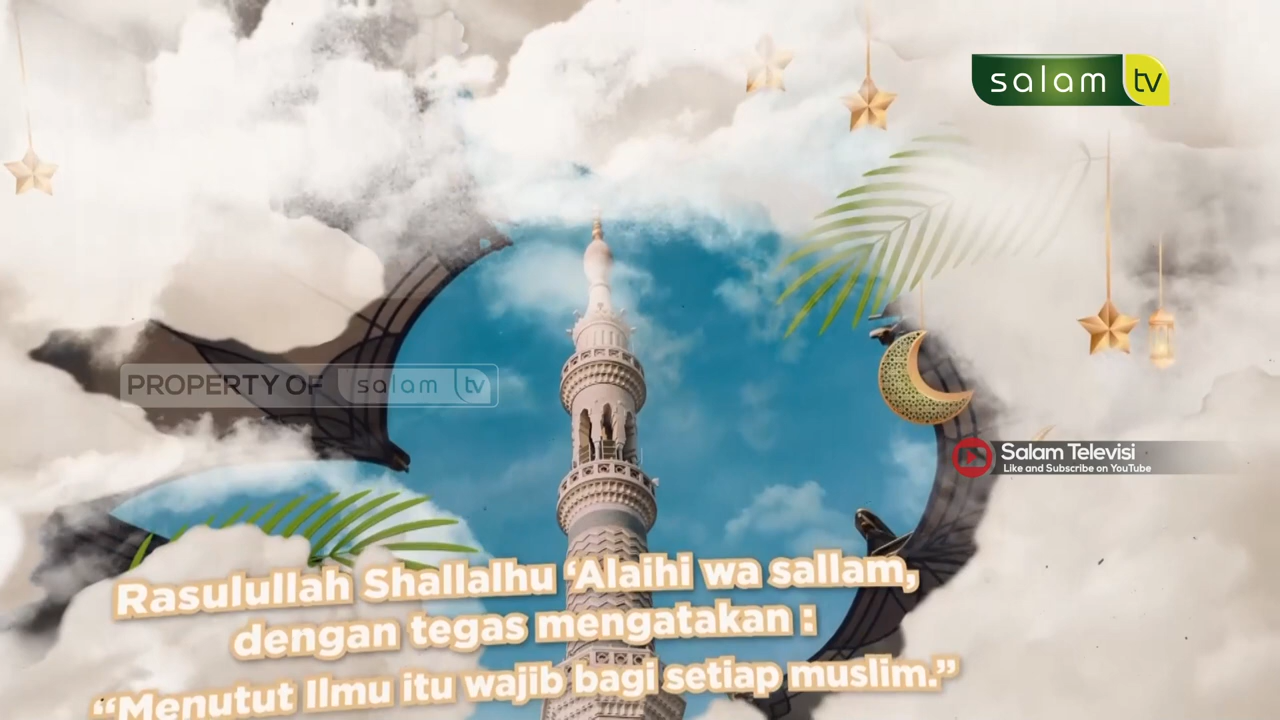 salam tv
PROPERTY OF salam tv
Salam Televisi
Like and Subscribe on YouTube
Rasulullah Shallalhu ‘Alaihi wa sallam,
dengan tegas mengatakan :
“Menutut Ilmu itu wajib bagi setiap muslim.”